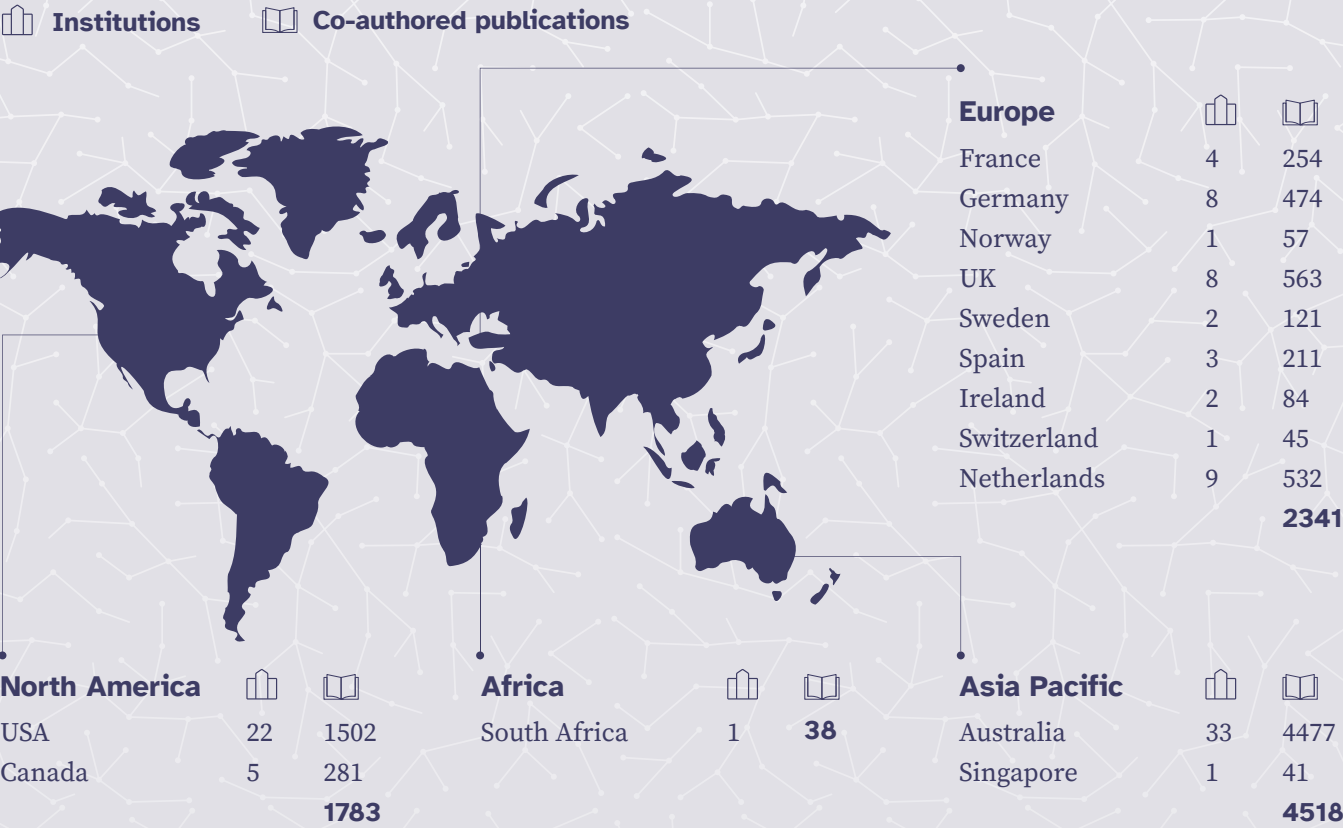 Institutions Co-authored publications
Europe
France 4 254
Germany 8 474
Norway 1 57
UK 8 563
Sweden 2 121
Spain 3 211
Ireland 2 84
Switzerland 1 45
Netherlands 9 532
2341
North America
USA 22 1502
Canada 5 281
1783
Africa
South Africa 1 38
Asia Pacific
Australia 33 4477
Singapore 1 41
4518